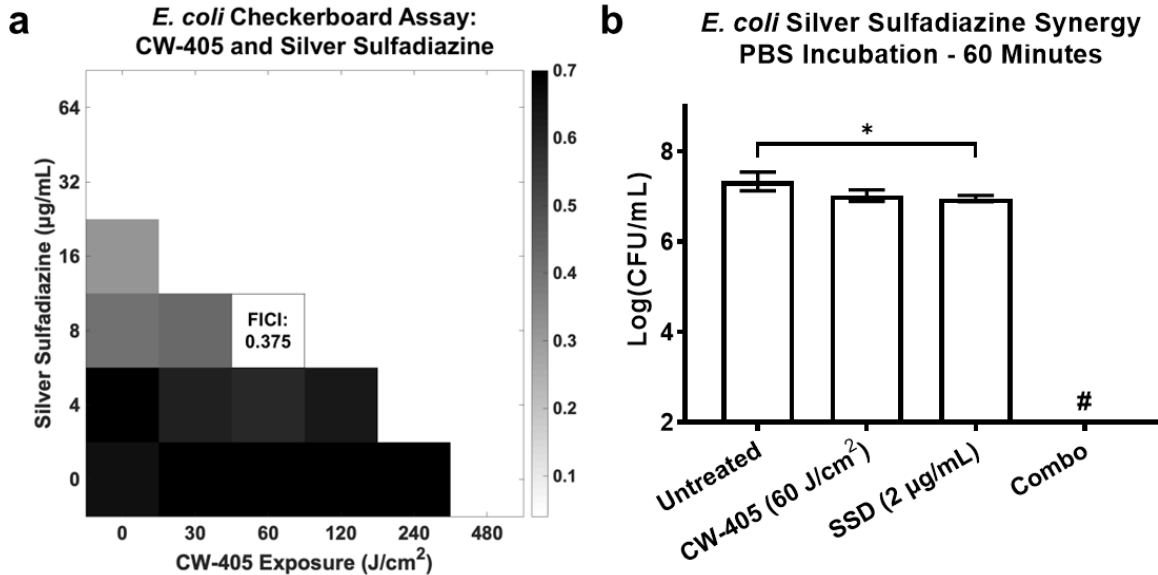 a
E. coli Checkerboard Assay:
CW-405 and Silver Sulfadiazine
Silver Sulfadiazine (µg/mL)
64
32
16
8
4
0
FICI:
0.375
0
30
60
120
240
480
CW-405 Exposure (J/cm²)
0.7
0.6
0.5
0.4
0.3
0.2
0.1
b
E. coli Silver Sulfadiazine Synergy
PBS Incubation - 60 Minutes
Log(CFU/mL)
8
6
4
2
*
#
Untreated
CW-405 (60 J/cm²)
SSD (2 µg/mL)
Combo